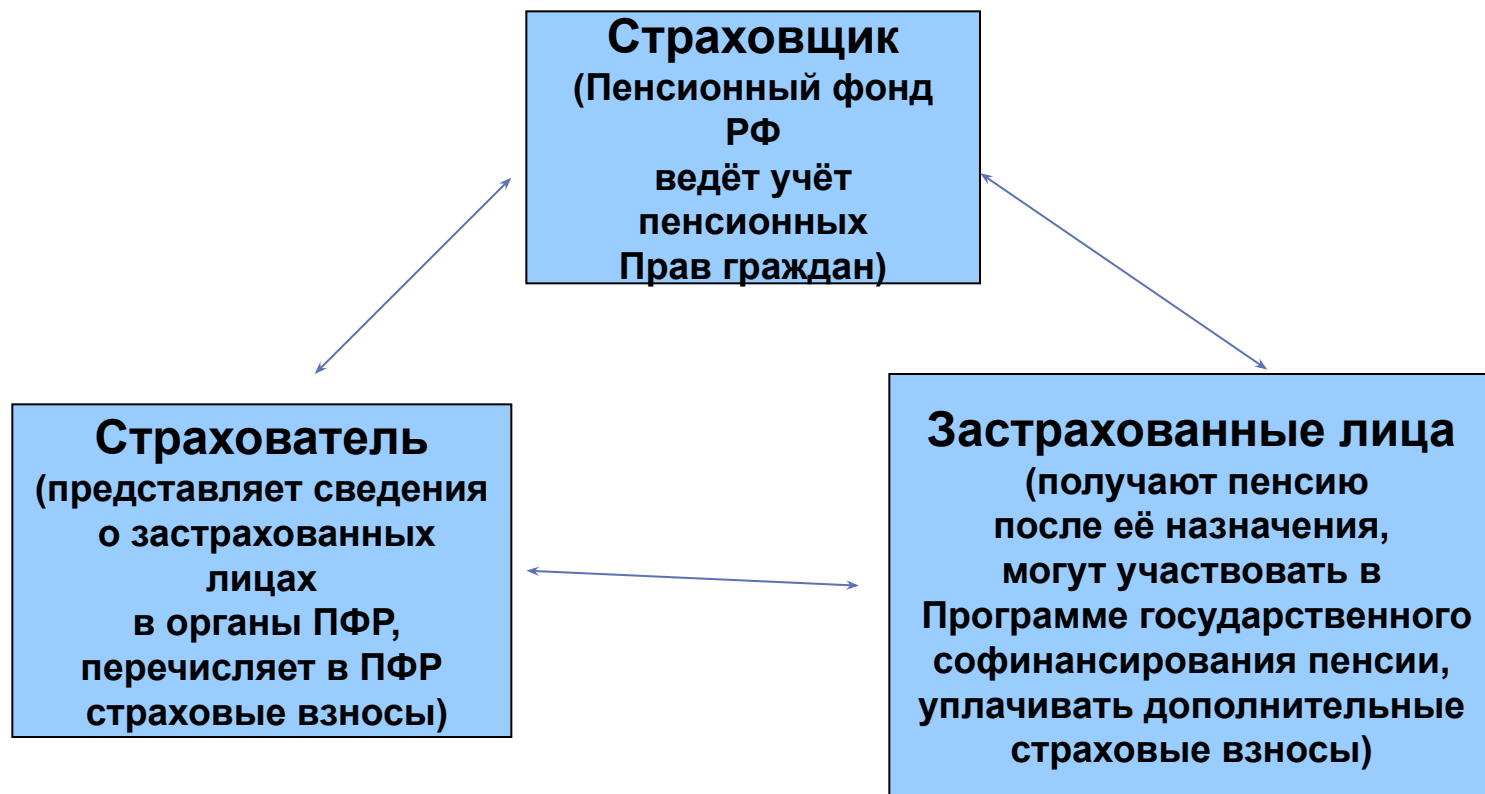 Страховщик
(Пенсионный фонд
РФ
ведёт учёт
пенсионных
Прав граждан)
Страхователь
(представляет сведения
о застрахованных
лицах
в органы ПФР,
перечисляет в ПФР
страховые взносы)
Застрахованные лица
(получают пенсию
после её назначения,
могут участвовать в
Программе государственного
софинансирования пенсии,
уплачивать дополнительные
страховые взносы)